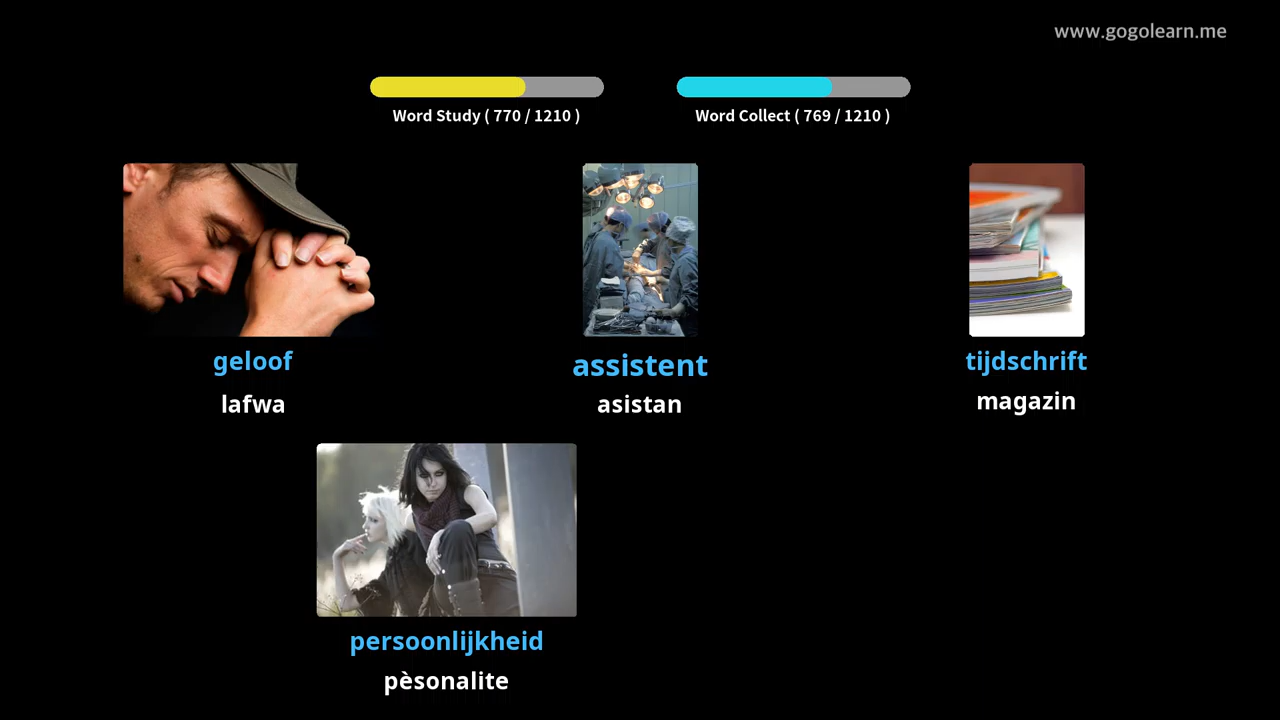 www.gogolearn.me
Word Study ( 770 / 1210 )
Word Collect ( 769 / 1210 )
geloof
lafwa
assistent
asistan
tijdschrift
magazin
persoonlijkheid
pèsonalite